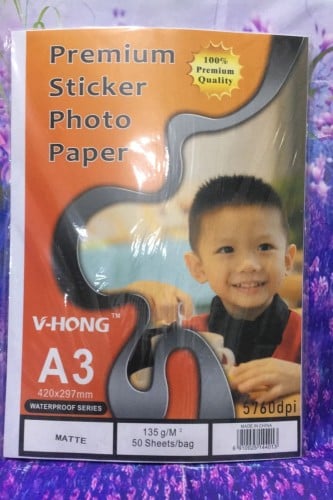 Premium
Sticker
Photo
Paper
100%
Premium
Quality
V-HONG™
A3
420x297mm
WATERPROOF SERIES
5760dpi
MATTE
135 g/M²
50 Sheets/bag
MADE IN CHINA